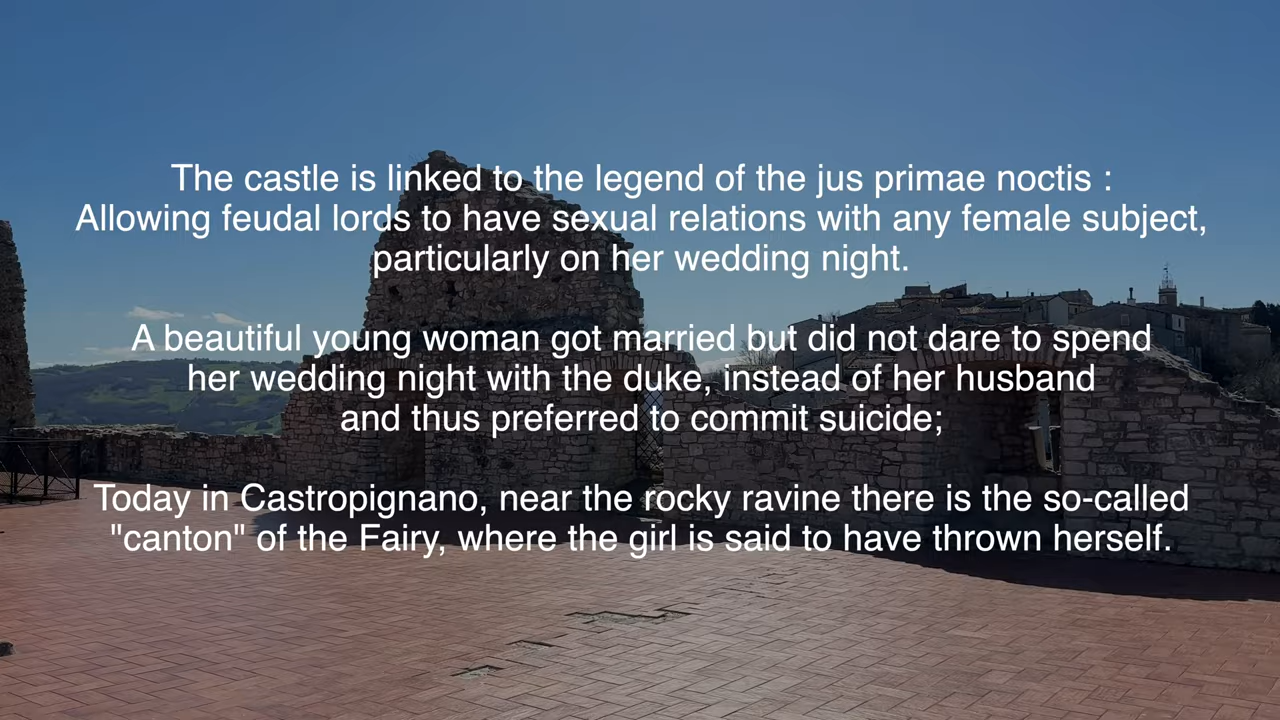 The castle is linked to the legend of the jus primae noctis :
Allowing feudal lords to have sexual relations with any female subject,
particularly on her wedding night.
A beautiful young woman got married but did not dare to spend
her wedding night with the duke, instead of her husband
and thus preferred to commit suicide;
Today in Castropignano, near the rocky ravine there is the so-called
"canton" of the Fairy, where the girl is said to have thrown herself.